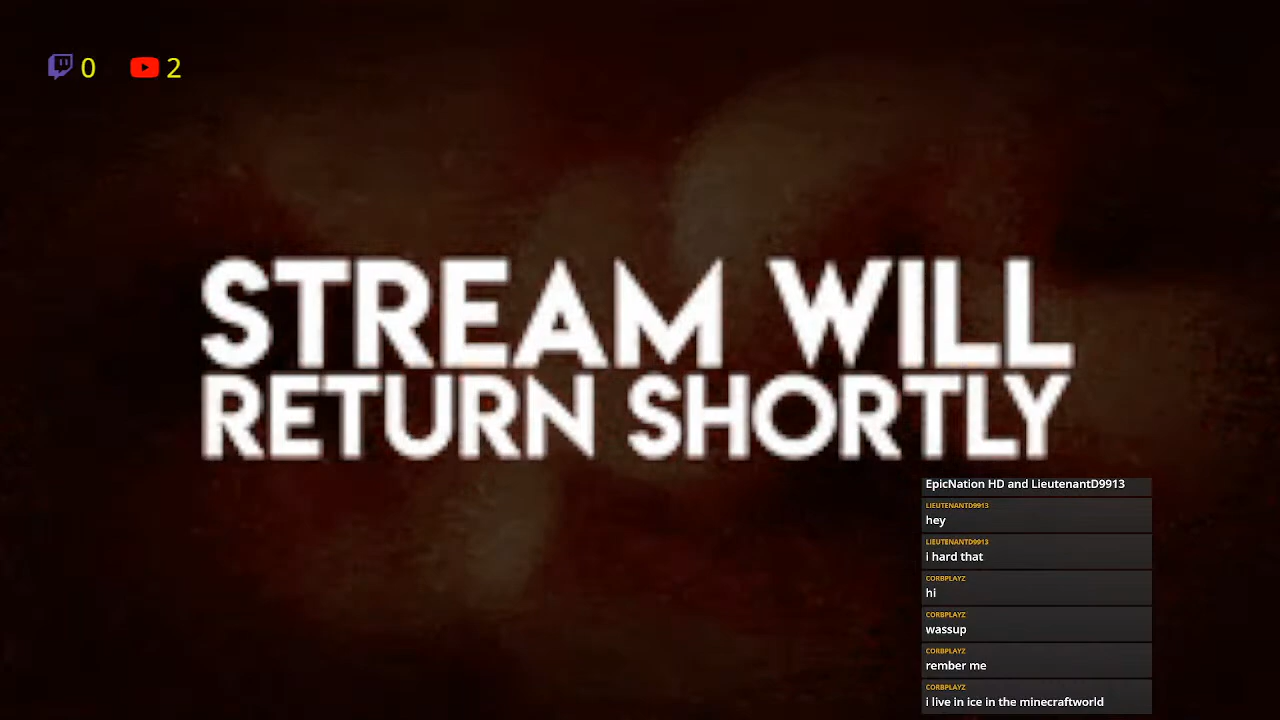 0 2
STREAM WILL
RETURN SHORTLY
EpicNation HD and LieutenantD9913
LIEUTENANTD9913
hey
LIEUTENANTD9913
i hard that
CORBPLAYZ
hi
CORBPLAYZ
wassup
CORBPLAYZ
rember me
CORBPLAYZ
i live in ice in the minecraftworld